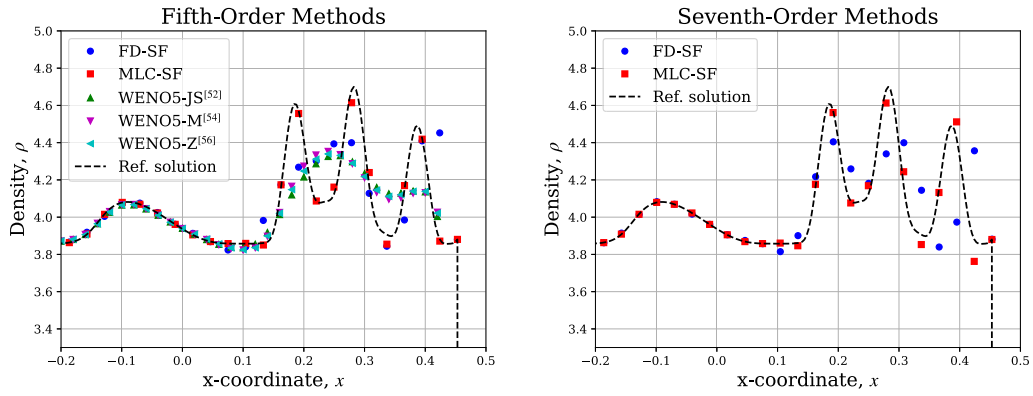 Fifth-Order Methods
5.0
4.8
4.6
4.4
4.2
4.0
3.8
3.6
3.4
Density, ρ
FD-SF
MLC-SF
WENO5-JS[52]
WENO5-M[54]
WENO5-Z[56]
Ref. solution
−0.2 −0.1 0.0 0.1 0.2 0.3 0.4 0.5
x-coordinate, x
Seventh-Order Methods
5.0
4.8
4.6
4.4
4.2
4.0
3.8
3.6
3.4
Density, ρ
FD-SF
MLC-SF
Ref. solution
−0.2 −0.1 0.0 0.1 0.2 0.3 0.4 0.5
x-coordinate, x